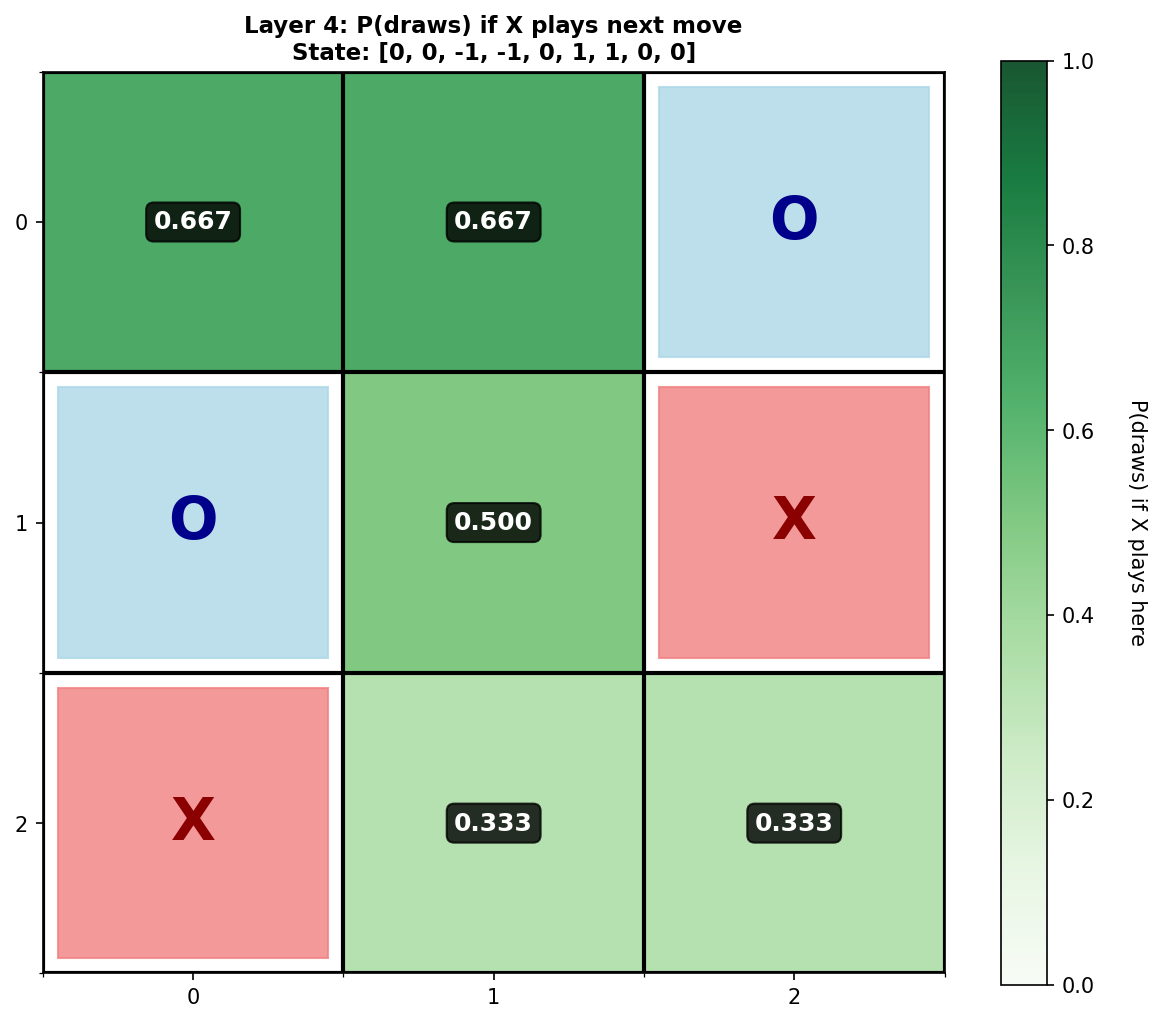 Layer 4: P(draws) if X plays next move
State: [0, 0, -1, -1, 0, 1, 1, 0, 0]
0
0.667
0.667
O
1
O
0.500
X
2
X
0.333
0.333
0
1
2
1.0
0.8
0.6
0.4
0.2
0.0
P(draws) if X plays here